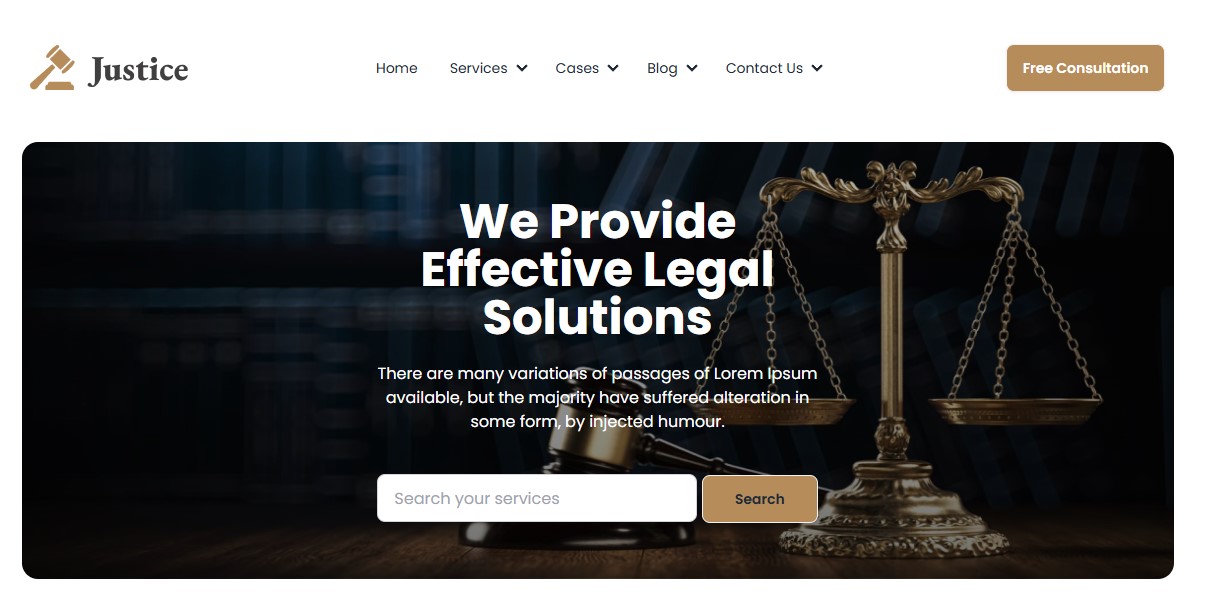 Justice
Home Services Cases Blog Contact Us
Free Consultation
We Provide
Effective Legal
Solutions
There are many variations of passages of Lorem Ipsum
available, but the majority have suffered alteration in
some form, by injected humour.
Search your services
Search